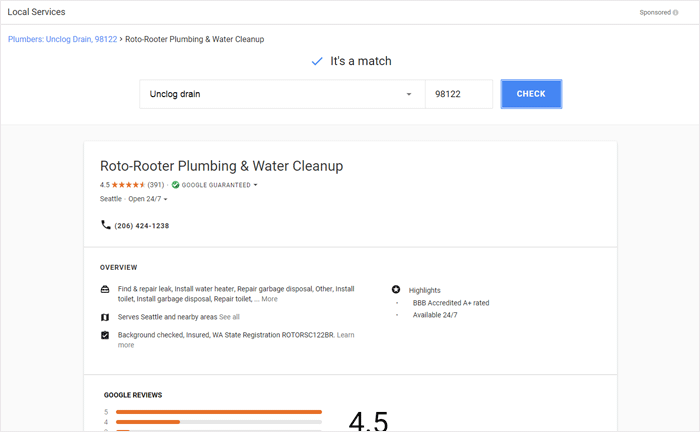 Local Services
Sponsored
Plumbers: Unclog Drain, 98122 > Roto-Rooter Plumbing & Water Cleanup
It's a match
Unclog drain
98122
CHECK
Roto-Rooter Plumbing & Water Cleanup
4.5 (391) · GOOGLE GUARANTEED
Seattle · Open 24/7
(206) 424-1238
OVERVIEW
Find & repair leak, Install water heater, Repair garbage disposal, Other, Install
toilet, Install garbage disposal, Repair toilet, ... More
Serves Seattle and nearby areas See all
Background checked, Insured, WA State Registration ROTORSC122BR. Learn
more
Highlights
- BBB Accredited A+ rated
- Available 24/7
GOOGLE REVIEWS
5
4
4.5